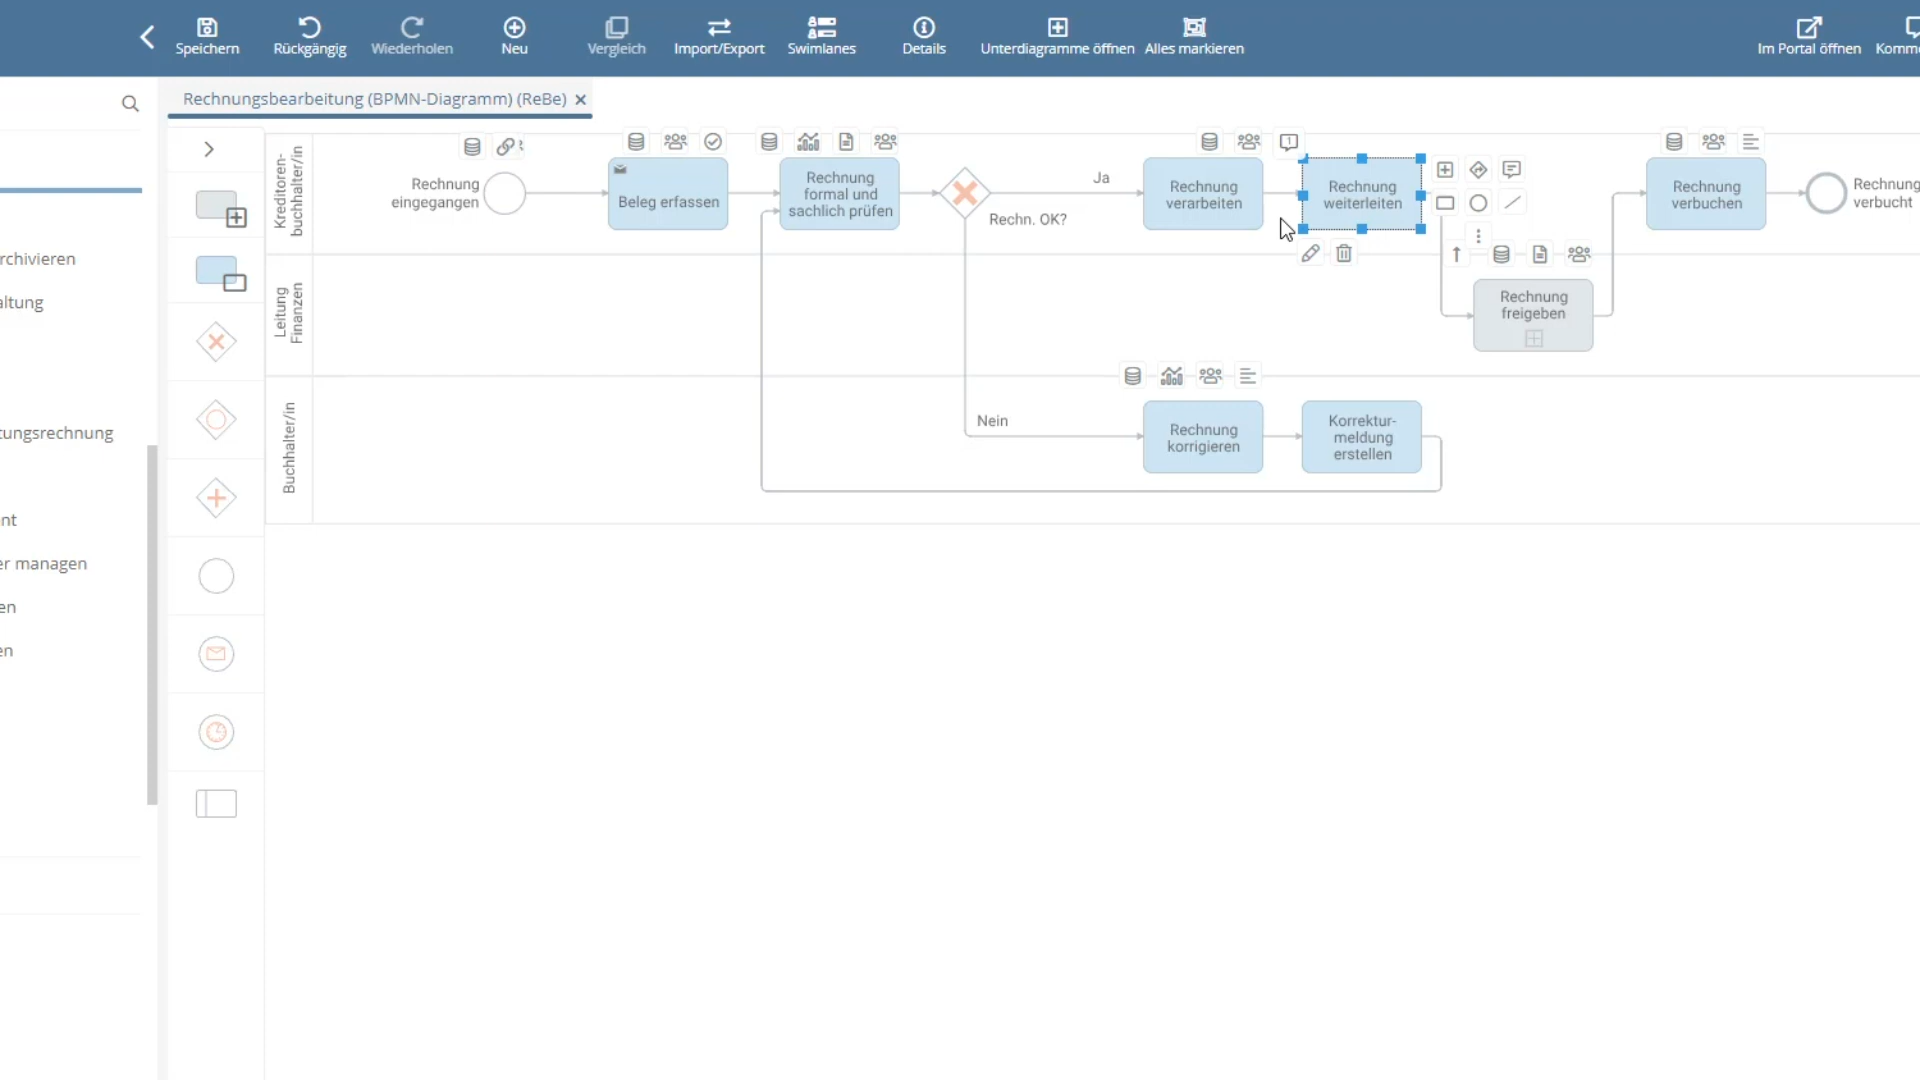 Speichern
Rückgängig
Wiederholen
Neu
Vergleich
Import/Export
Swimlanes
Details
Unterdiagramme öffnen
Alles markieren
Im Portal öffnen
Komme
Rechnungsbearbeitung (BPMN-Diagramm) (ReBe)
rchivieren
altung
tungsrechnung
nt
er managen
en
en
Kreditoren-
buchhalter/in
Rechnung
eingegangen
Beleg erfassen
Rechnung
formal und
sachlich prüfen
Rechn. OK?
Ja
Rechnung
verarbeiten
Rechnung
weiterleiten
Rechnung
verbuchen
Rechnung
verbucht
Leitung
Finanzen
Rechnung
freigeben
Buchhalter/in
Nein
Rechnung
korrigieren
Korrektur-
meldung
erstellen